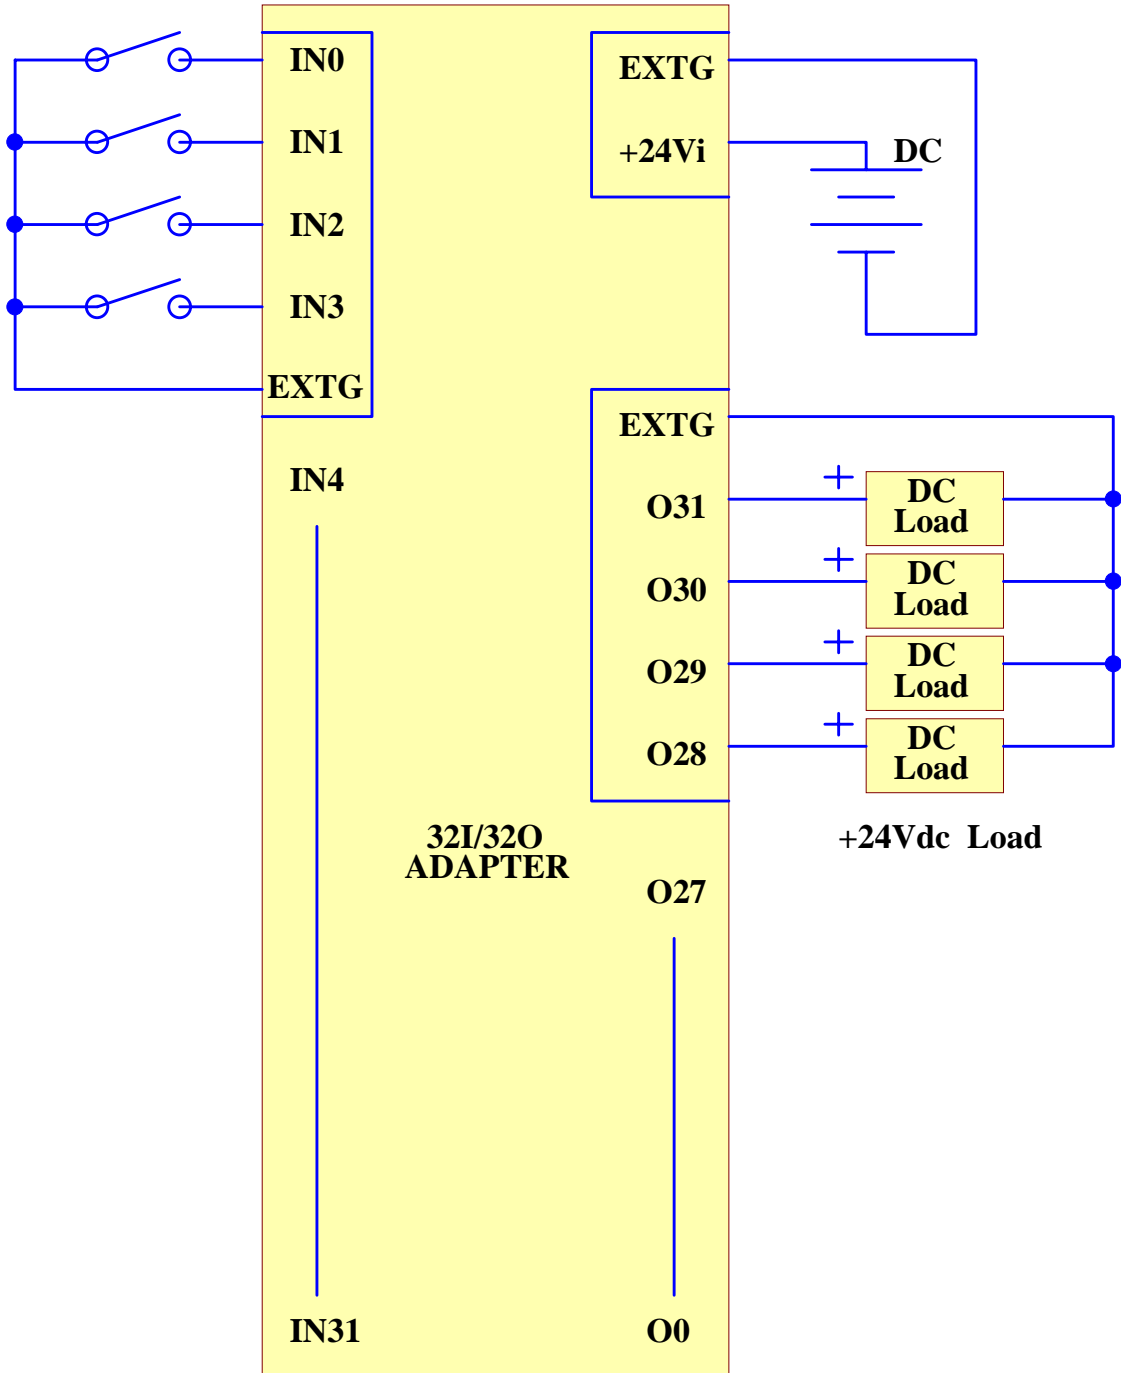 IN0
IN1
IN2
IN3
EXTG
IN4
IN31
32I/32O
ADAPTER
EXTG
+24Vi
DC
EXTG
O31
O30
O29
O28
O27
O0
+
DC
Load
+
DC
Load
+
DC
Load
+
DC
Load
+24Vdc Load